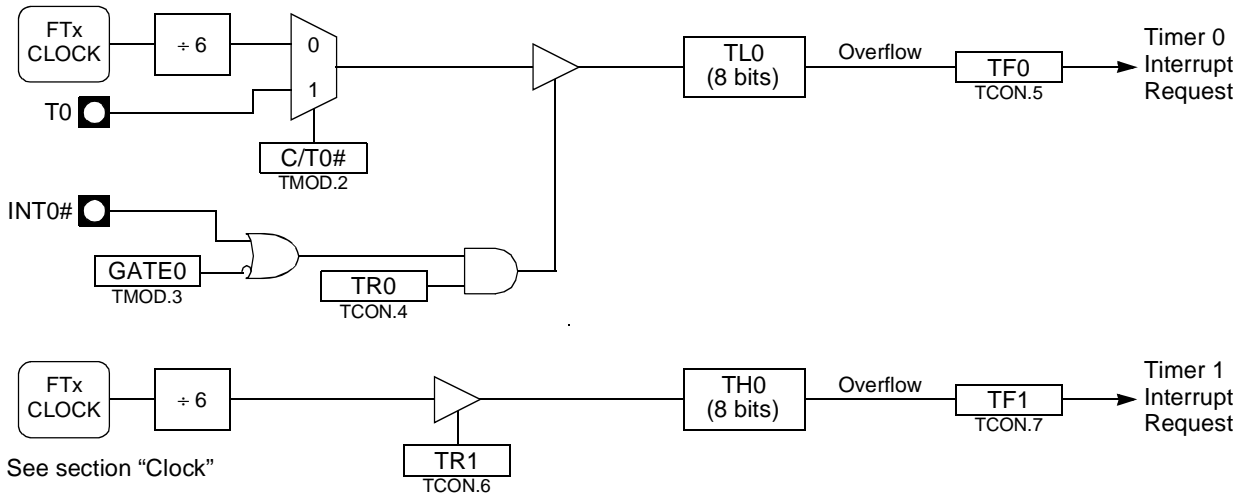 FTx
CLOCK
÷ 6
0
1
T0
C/T0#
TMOD.2
TL0
(8 bits)
Overflow
TF0
TCON.5
Timer 0
Interrupt
Request
INT0#
GATE0
TMOD.3
TR0
TCON.4
FTx
CLOCK
÷ 6
TR1
TCON.6
TH0
(8 bits)
Overflow
TF1
TCON.7
Timer 1
Interrupt
Request
See section “Clock”